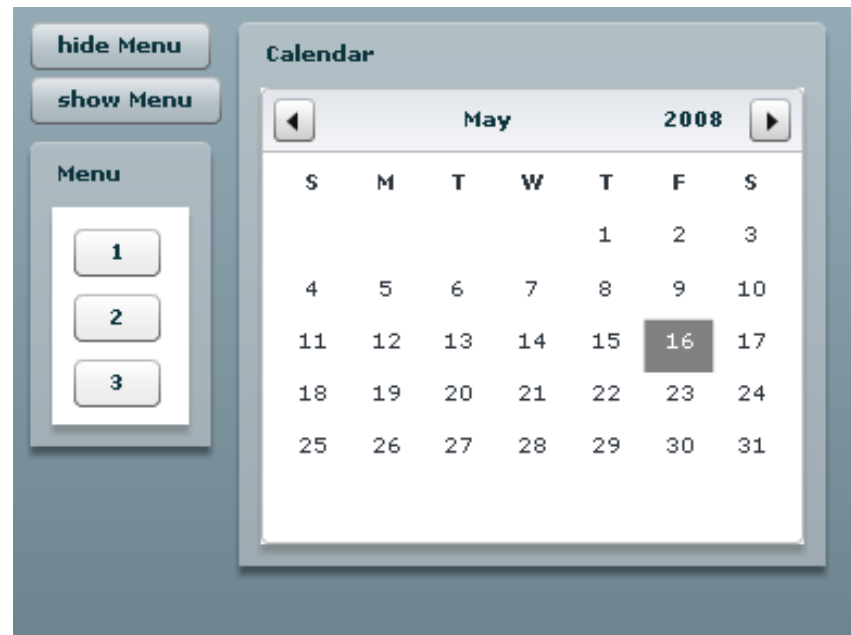 hide Menu
show Menu
Menu
1
2
3
Calendar
May 2008
S M T W T F S
1 2 3
4 5 6 7 8 9 10
11 12 13 14 15 16 17
18 19 20 21 22 23 24
25 26 27 28 29 30 31